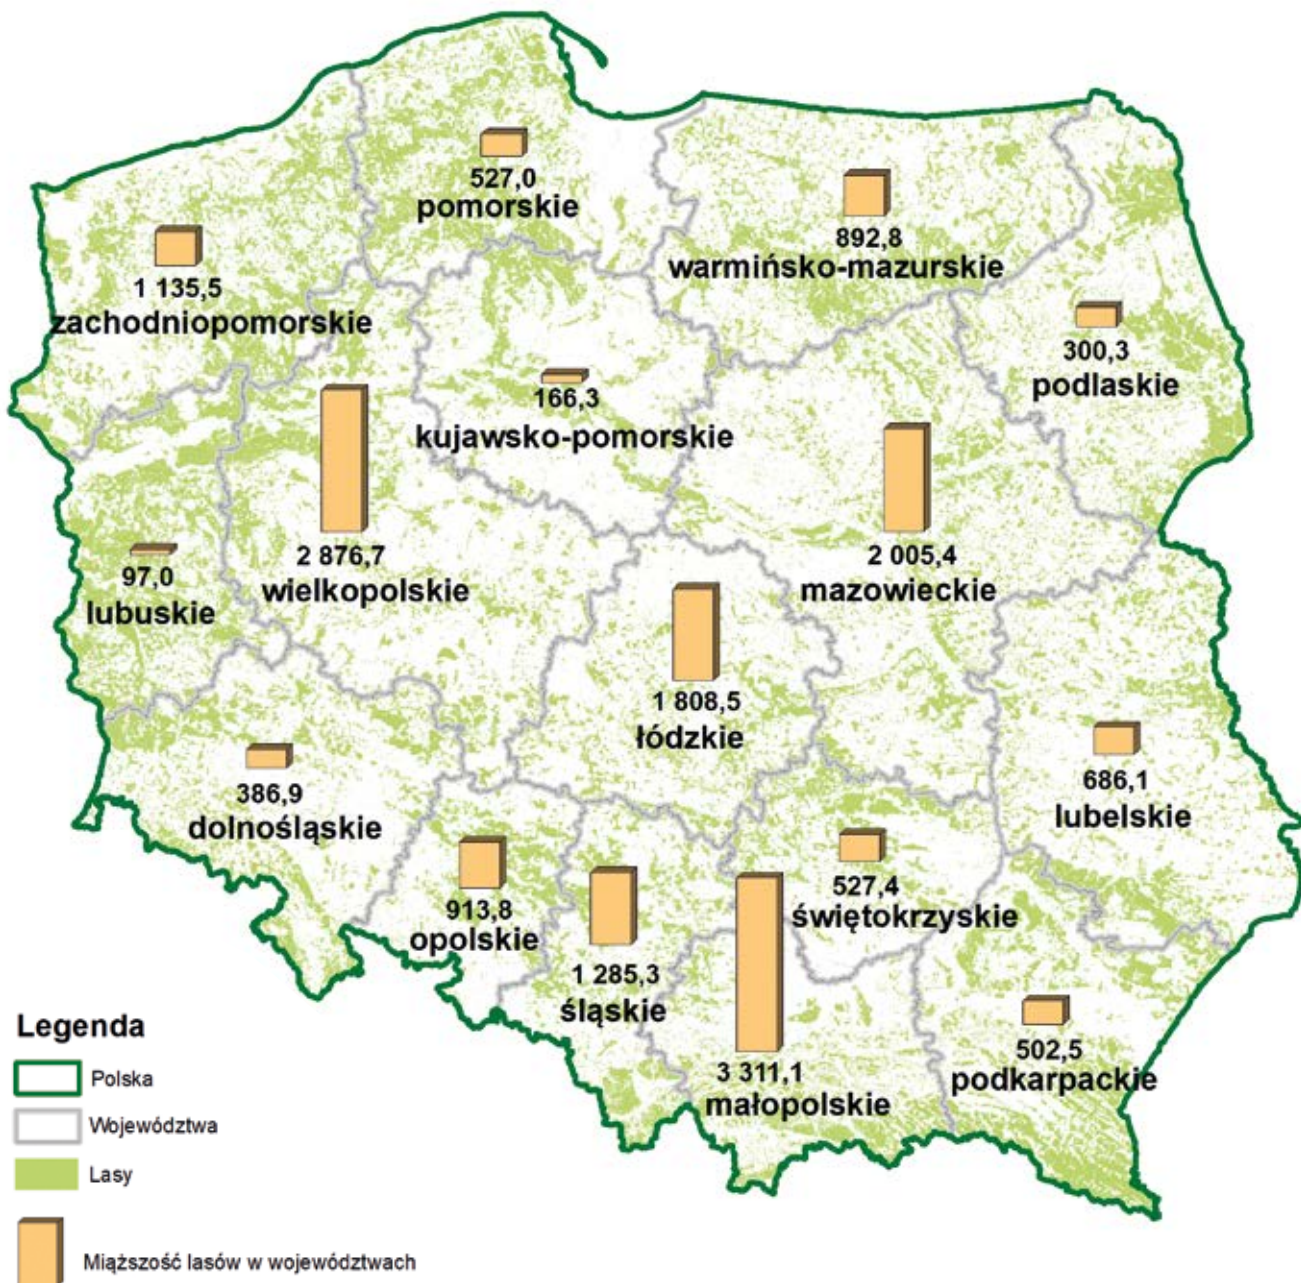 527,0
pomorskie
892,8
warmińsko-mazurskie
1 135,5
zachodniopomorskie
300,3
podlaskie
166,3
kujawsko-pomorskie
2 876,7
wielkopolskie
2 005,4
mazowieckie
97,0
lubuskie
1 808,5
łódzkie
386,9
dolnośląskie
686,1
lubelskie
913,8
opolskie
527,4
świętokrzyskie
1 285,3
śląskie
3 311,1
małopolskie
502,5
podkarpackie
Legenda
Polska
Województwa
Lasy
Miąższość lasów w województwach